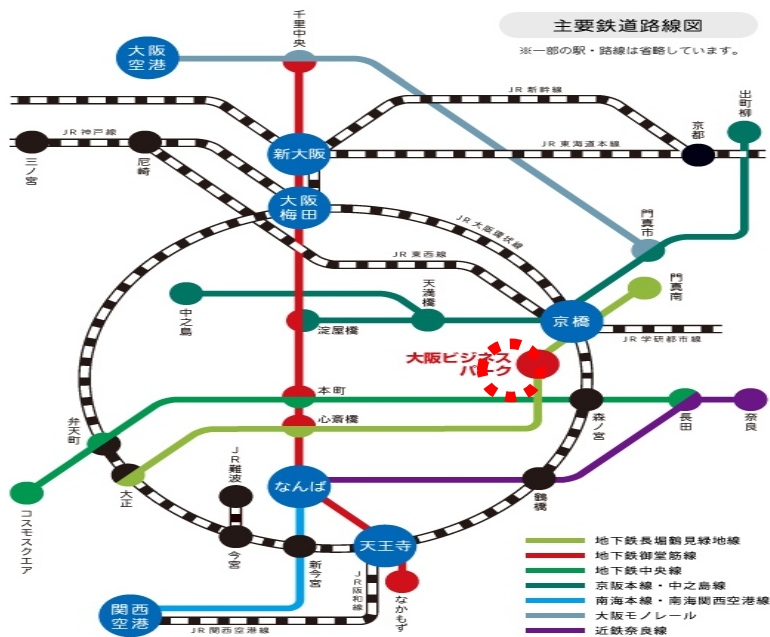 主要鉄道路線図
※一部の駅・路線は省略しています。
千里中央
大阪
空港
JR新幹線
出町柳
JR神戸線
京都
三ノ宮
尼崎
新大阪
JR東海道本線
大阪
梅田
JR大阪環状線
門真市
JR東西線
門真南
中之島
天満橋
京橋
淀屋橋
JR学研都市線
大阪ビジネス
パーク
本町
心斎橋
弁天町
森ノ宮
長田
奈良
大正
JR難波
なんば
鶴橋
コスモスクエア
今宮
新今宮
天王寺
JR阪和線
なかもず
関西
空港
JR関西空港線
地下鉄長堀鶴見緑地線
地下鉄御堂筋線
地下鉄中央線
京阪本線・中之島線
南海本線・南海関西空港線
大阪モノレール
近鉄奈良線